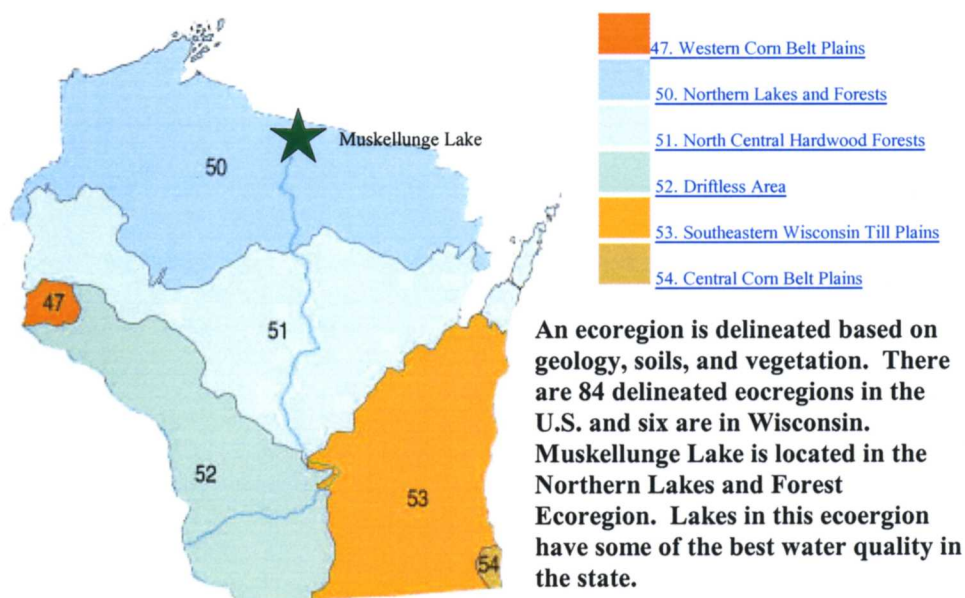 47. Western Corn Belt Plains
50. Northern Lakes and Forests
51. North Central Hardwood Forests
52. Driftless Area
53. Southeastern Wisconsin Till Plains
54. Central Corn Belt Plains
Muskellunge Lake
50
47
51
52
53
54
An ecoregion is delineated based on
geology, soils, and vegetation. There
are 84 delineated eocregions in the
U.S. and six are in Wisconsin.
Muskellunge Lake is located in the
Northern Lakes and Forest
Ecoregion. Lakes in this ecoergion
have some of the best water quality in
the state.